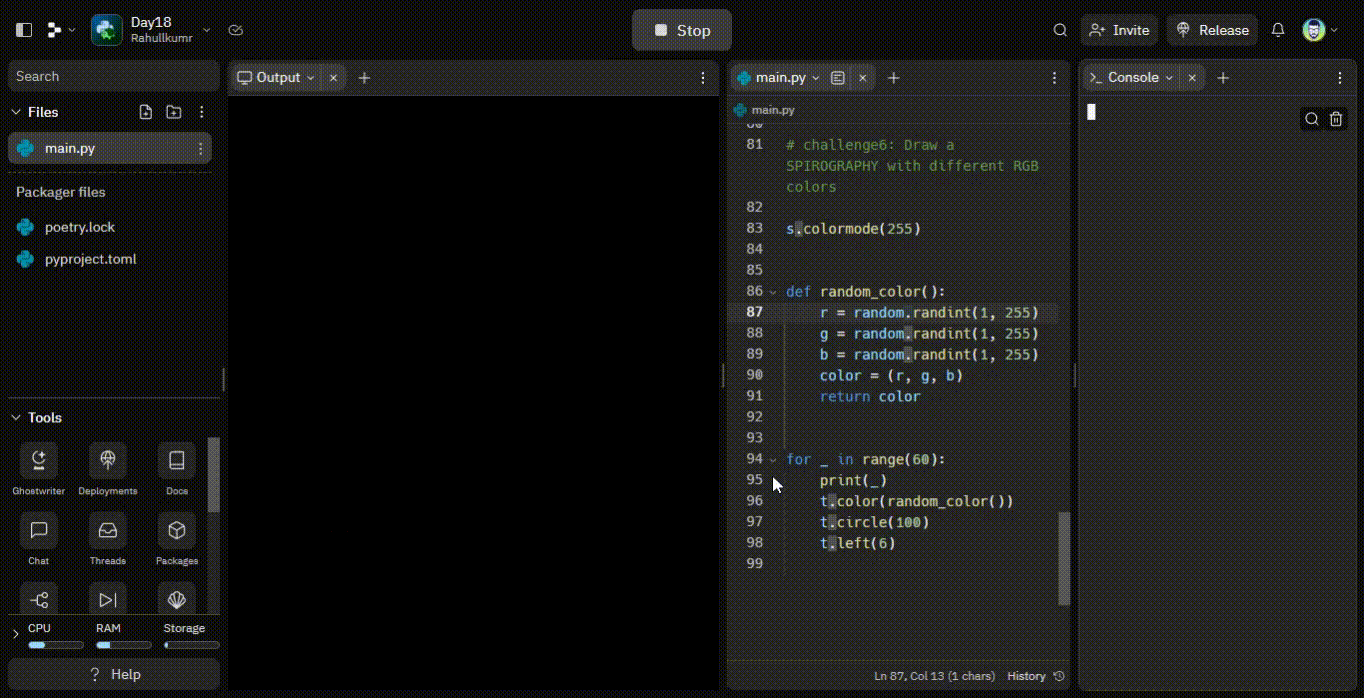 Day18
Rahullkumr
Stop
Invite
Release
Search
Files
main.py
Packager files
poetry.lock
pyproject.toml
Tools
Ghostwriter Deployments Docs
Chat Threads Packages
CPU RAM Storage
? Help
Output
main.py
main.py
80
81 # challenge6: Draw a
SPIROGRAPHY with different RGB
colors
82
83 s.colormode(255)
84
85
86 def random_color():
87 r = random.randint(1, 255)
88 g = random.randint(1, 255)
89 b = random.randint(1, 255)
90 color = (r, g, b)
91 return color
92
93
94 for _ in range(60):
95 print(_)
96 t.color(random_color())
97 t.circle(100)
98 t.left(6)
99
Ln 87, Col 13 (1 chars) History
Console